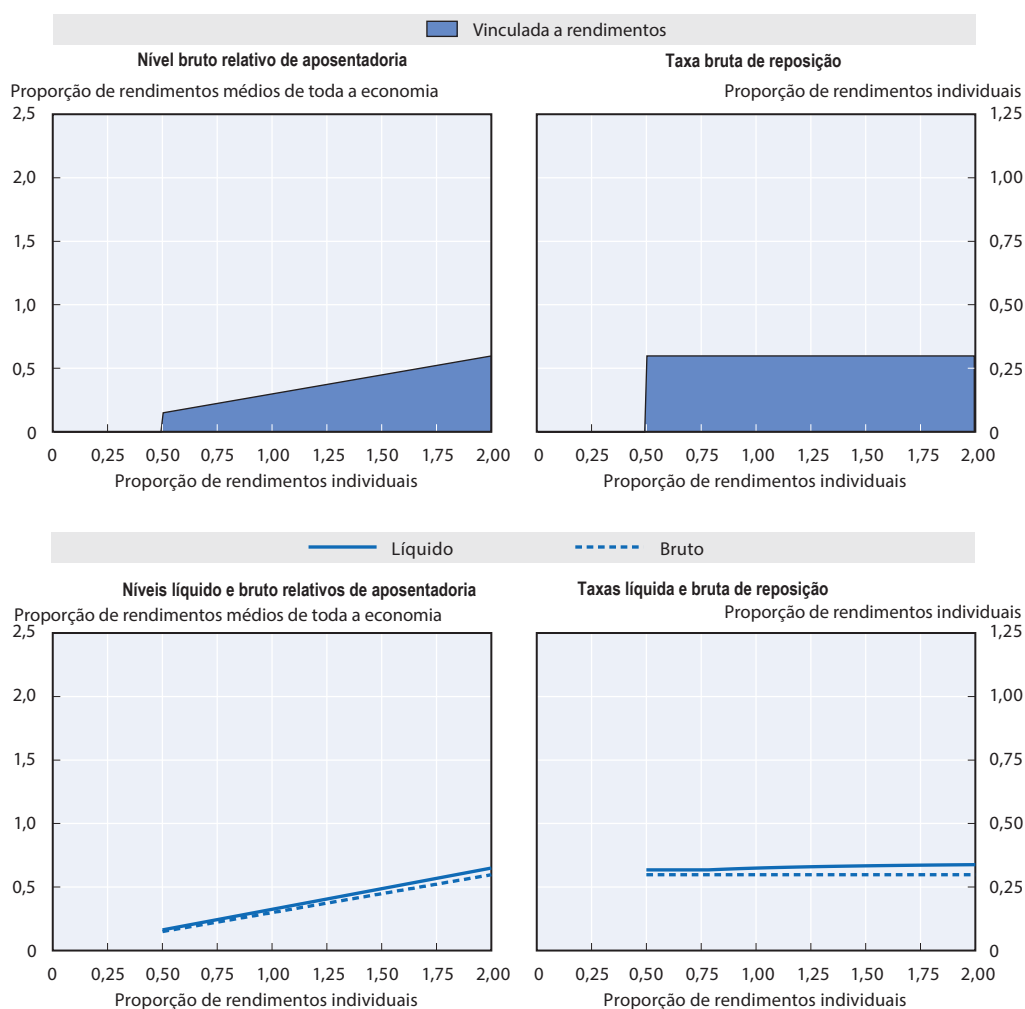 Vinculada a rendimentos
Nível bruto relativo de aposentadoria
Proporção de rendimentos médios de toda a economia
2,5
2,0
1,5
1,0
0,5
0
0 0,25 0,50 0,75 1,00 1,25 1,50 1,75 2,00
Proporção de rendimentos individuais
Taxa bruta de reposição
Proporção de rendimentos individuais
1,25
1,00
0,75
0,50
0,25
0
0 0,25 0,50 0,75 1,00 1,25 1,50 1,75 2,00
Proporção de rendimentos individuais
Líquido Bruto
Níveis líquido e bruto relativos de aposentadoria
Proporção de rendimentos médios de toda a economia
2,5
2,0
1,5
1,0
0,5
0
0 0,25 0,50 0,75 1,00 1,25 1,50 1,75 2,00
Proporção de rendimentos individuais
Taxas líquida e bruta de reposição
Proporção de rendimentos individuais
1,25
1,00
0,75
0,50
0,25
0
0 0,25 0,50 0,75 1,00 1,25 1,50 1,75 2,00
Proporção de rendimentos individuais